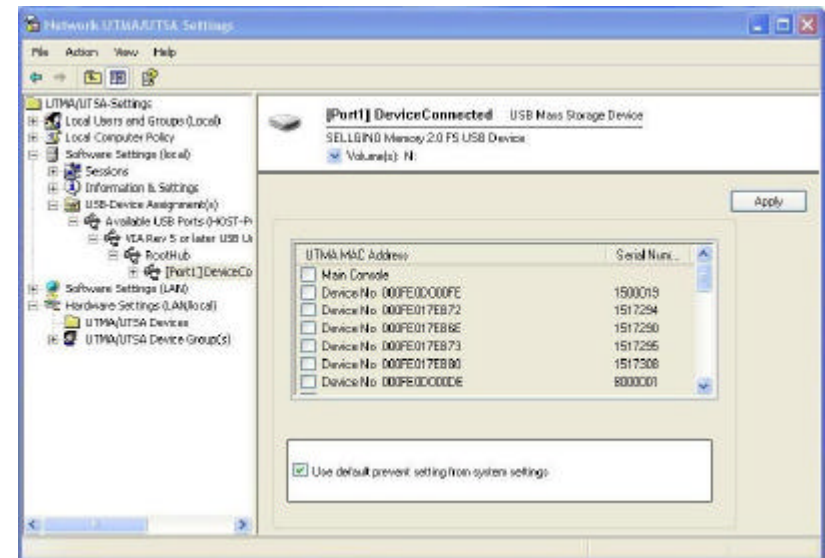 Network UTMA/UTSA Settings
File Action View Help
UTMA/UTSA-Settings
Local Users and Groups (Local)
Local Computer Policy
Software Settings (local)
Sessions
Information & Settings
USB-Device Assignment(s)
Available USB Ports (HOST-P
VIA Rev 5 or later USB U
RootHub
[Port1]DeviceCo
Software Settings (LAN)
Hardware Settings (LAN/local)
UTMA/UTSA Devices
UTMA/UTSA Device Group(s)
[Port1] DeviceConnected USB Mass Storage Device
Memory 2.0 FS USB Device
Volume(s): N:
Apply
UTMA MAC Address Serial Num...
Main Console
Device No 000FE0DC00FE 1500019
Device No 000FE017EB72 1517294
Device No 000FE017EB6E 1517290
Device No 000FE017EB73 1517295
Device No 000FE017EB80 1517308
Device No 000FE0DC00DE 8000001
Use default prevent setting from system settings